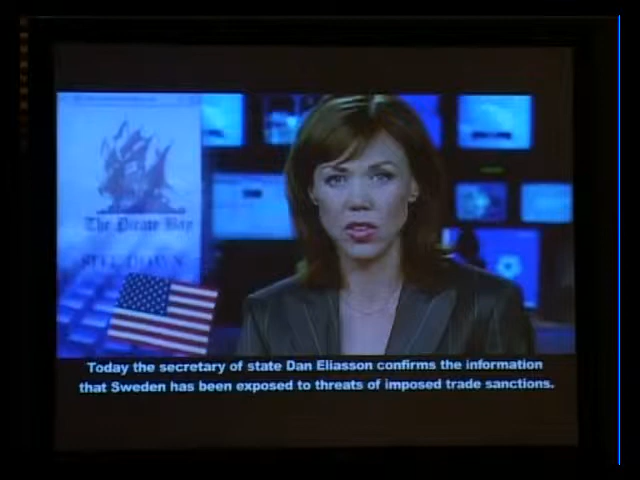 The Pirate Bay
Today the secretary of state Dan Eliasson confirms the information
that Sweden has been exposed to threats of imposed trade sanctions.